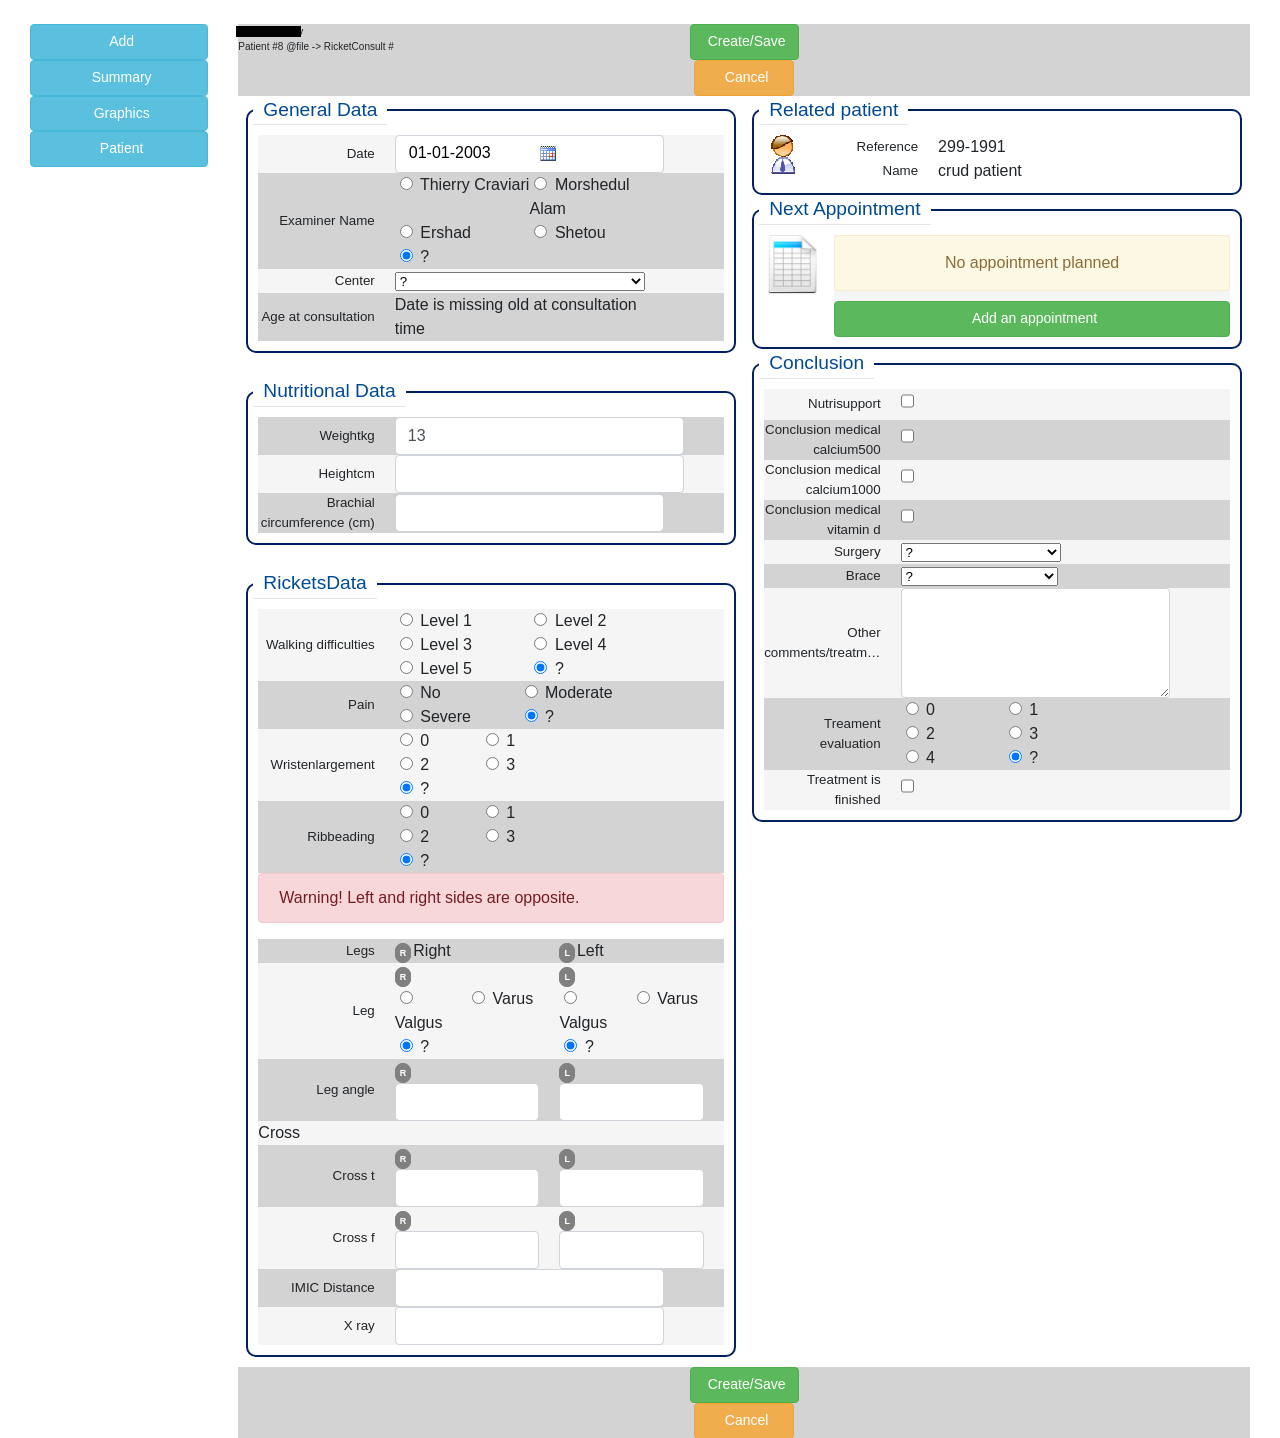 Add
Summary
Graphics
Patient
Patient #8 @file -> RicketConsult #
Create/Save
Cancel
General Data
Date 01-01-2003
Examiner Name
Thierry Craviari Morshedul Alam
Ershad Shetou
?
Center ?
Age at consultation Date is missing old at consultation
time
Nutritional Data
Weightkg 13
Heightcm
Brachial
circumference (cm)
RicketsData
Walking difficulties
Level 1 Level 2
Level 3 Level 4
Level 5 ?
Pain
No Moderate
Severe ?
Wristenlargement
0 1
2 3
?
Ribbeading
0 1
2 3
?
Warning! Left and right sides are opposite.
Legs R Right L Left
Leg
R L
Valgus Varus Valgus Varus
? ?
Leg angle R L
Cross
Cross t R L
Cross f R L
IMIC Distance
X ray
Related patient
Reference 299-1991
Name crud patient
Next Appointment
No appointment planned
Add an appointment
Conclusion
Nutrisupport
Conclusion medical
calcium500
Conclusion medical
calcium1000
Conclusion medical
vitamin d
Surgery ?
Brace ?
Other
comments/treatm…
Treament
evaluation
0 1
2 3
4 ?
Treatment is
finished
Create/Save
Cancel